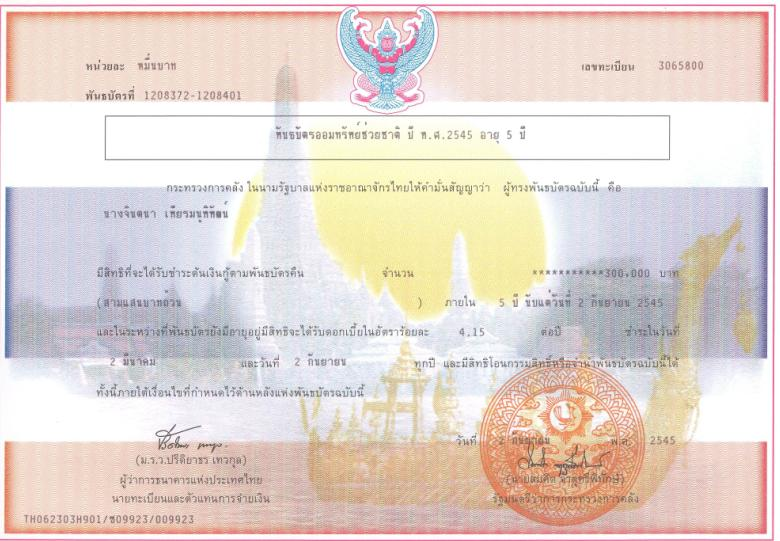 หน่วยละ หมื่นบาท เลขทะเบียน 3065800
พันธบัตรที่ 1208372-1208401
พันธบัตรออมทรัพย์ช่วยชาติ ปี พ.ศ.2545 อายุ 5 ปี
กระทรวงการคลัง ในนามรัฐบาลแห่งราชอาณาจักรไทยให้คำมั่นสัญญาว่า ผู้ทรงพันธบัตรฉบับนี้ คือ
นางจินตนา เพียรมนูพิพัฒน์
มีสิทธิที่จะได้รับชำระต้นเงินกู้ตามพันธบัตรคืน จำนวน ***********300,000 บาท
(สามแสนบาทถ้วน ) ภายใน 5 ปี นับแต่วันที่ 2 กันยายน 2545
และในระหว่างที่พันธบัตรยังมีอายุอยู่มีสิทธิจะได้รับดอกเบี้ยในอัตราร้อยละ 4.15 ต่อปี ชำระในวันที่
2 มีนาคม และวันที่ 2 กันยายน ทุกปี และมีสิทธิโอนกรรมสิทธิ์หรือจำนำพันธบัตรฉบับนี้ได้
ทั้งนี้ภายใต้เงื่อนไขที่กำหนดไว้ด้านหลังแห่งพันธบัตรฉบับนี้
วันที่ 2 กันยายน พ.ศ. 2545
(ม.ร.ว.ปรีดิยาธร เทวกุล)
(นายสมคิด จาตุศรีพิทักษ์)
ผู้ว่าการธนาคารแห่งประเทศไทย
รัฐมนตรีว่าการกระทรวงการคลัง
นายทะเบียนและตัวแทนการจ่ายเงิน
TH062303H901/ช09923/009923